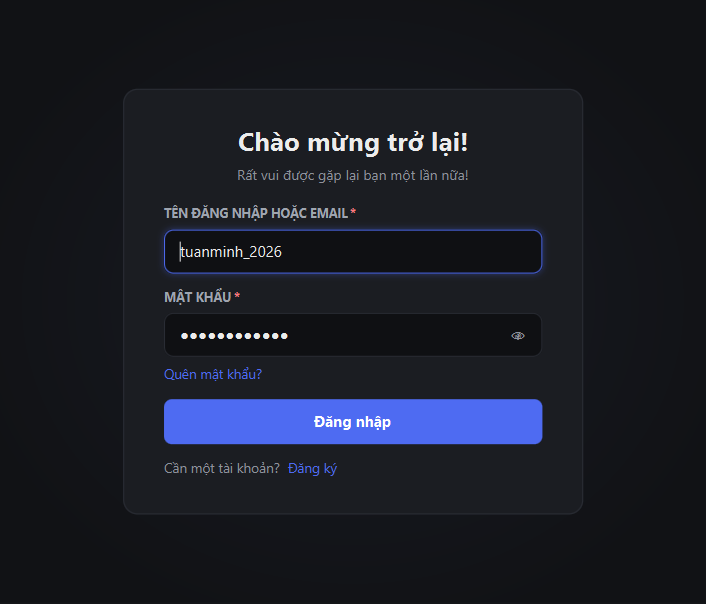 Chào mừng trở lại!
Rất vui được gặp lại bạn một lần nữa!
TÊN ĐĂNG NHẬP HOẶC EMAIL *
tuanminh_2026
MẬT KHẨU *
●●●●●●●●●●●●
Quên mật khẩu?
Đăng nhập
Cần một tài khoản? Đăng ký